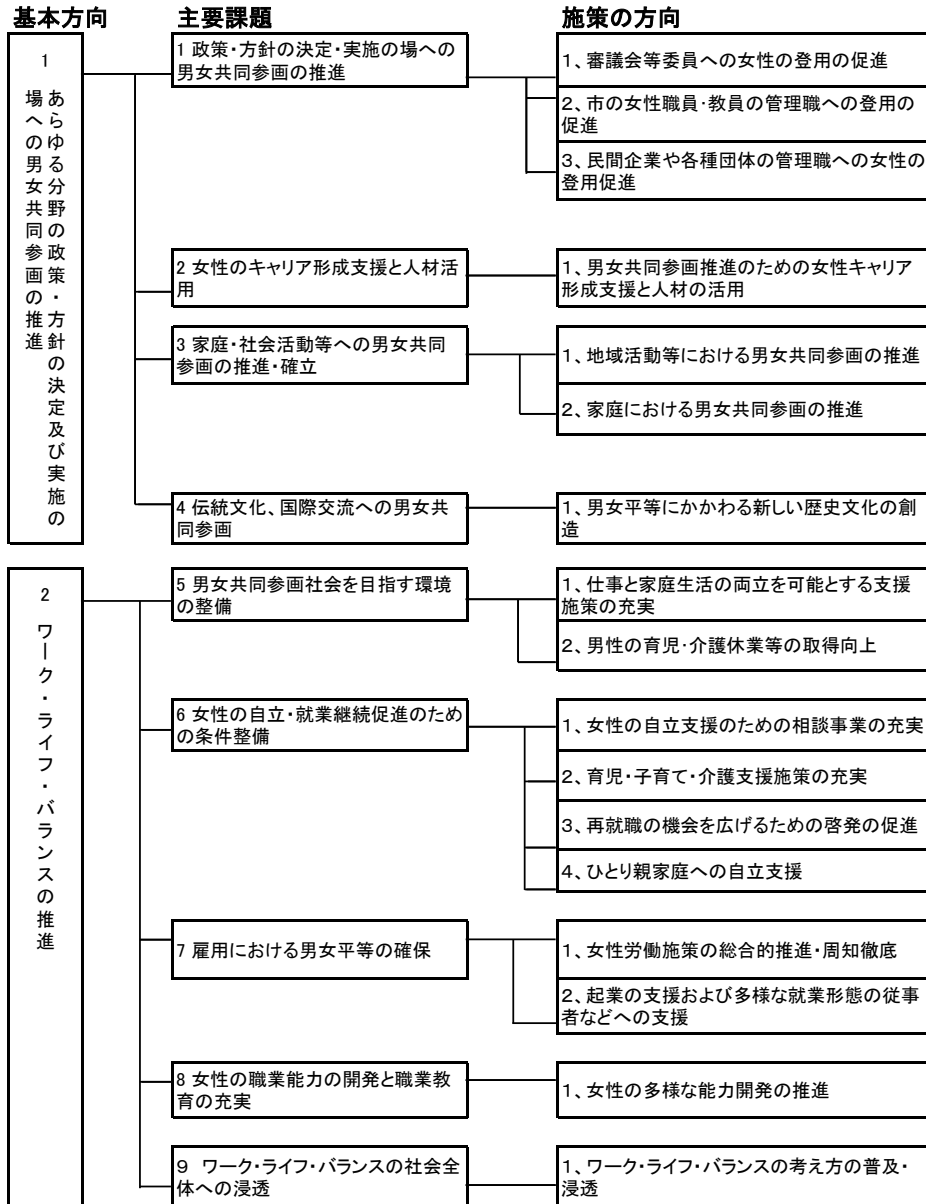 基本方向 主要課題 施策の方向
1
あらゆる分野の政策・方針の決定及び実施の
場への男女共同参画の推進
1 政策・方針の決定・実施の場への
男女共同参画の推進
1、審議会等委員への女性の登用の促進
2、市の女性職員・教員の管理職への登用の
促進
3、民間企業や各種団体の管理職への女性の
登用促進
2 女性のキャリア形成支援と人材活
用
1、男女共同参画推進のための女性キャリア
形成支援と人材の活用
3 家庭・社会活動等への男女共同
参画の推進・確立
1、地域活動等における男女共同参画の推進
2、家庭における男女共同参画の推進
4 伝統文化、国際交流への男女共
同参画
1、男女平等にかかわる新しい歴史文化の創
造
2
ワーク・ライフ・バランスの推進
5 男女共同参画社会を目指す環境
の整備
1、仕事と家庭生活の両立を可能とする支援
施策の充実
2、男性の育児・介護休業等の取得向上
6 女性の自立・就業継続促進のため
の条件整備
1、女性の自立支援のための相談事業の充実
2、育児・子育て・介護支援施策の充実
3、再就職の機会を広げるための啓発の促進
4、ひとり親家庭への自立支援
7 雇用における男女平等の確保
1、女性労働施策の総合的推進・周知徹底
2、起業の支援および多様な就業形態の従事
者などへの支援
8 女性の職業能力の開発と職業教
育の充実
1、女性の多様な能力開発の推進
9 ワーク・ライフ・バランスの社会全
体への浸透
1、ワーク・ライフ・バランスの考え方の普及・
浸透